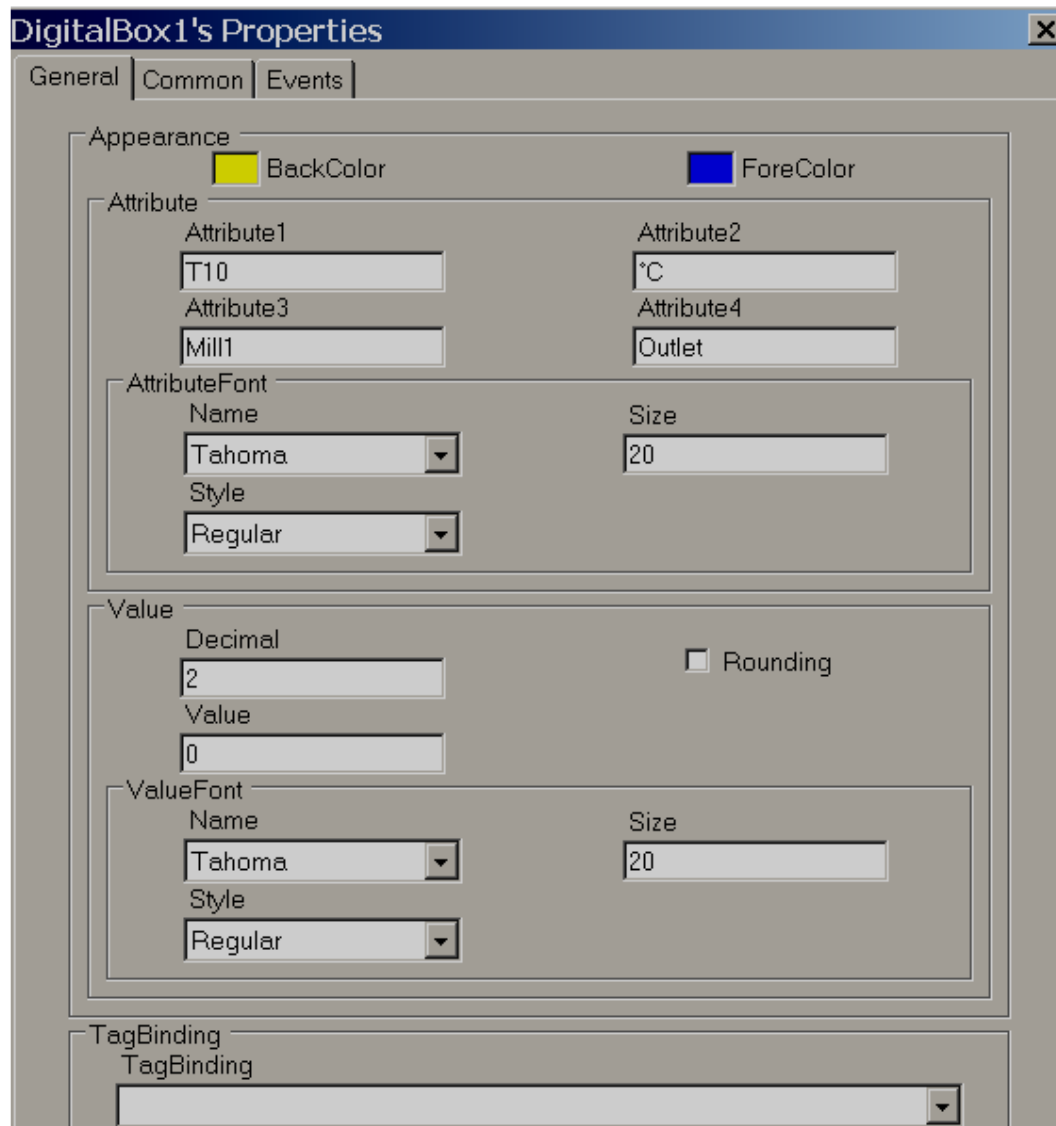 DigitalBox1's Properties
General Common Events
Appearance
BackColor ForeColor
Attribute
Attribute1 Attribute2
T10 °C
Attribute3 Attribute4
Mill1 Outlet
AttributeFont
Name Size
Tahoma 20
Style
Regular
Value
Decimal
Rounding
2
Value
0
ValueFont
Name Size
Tahoma 20
Style
Regular
TagBinding
TagBinding